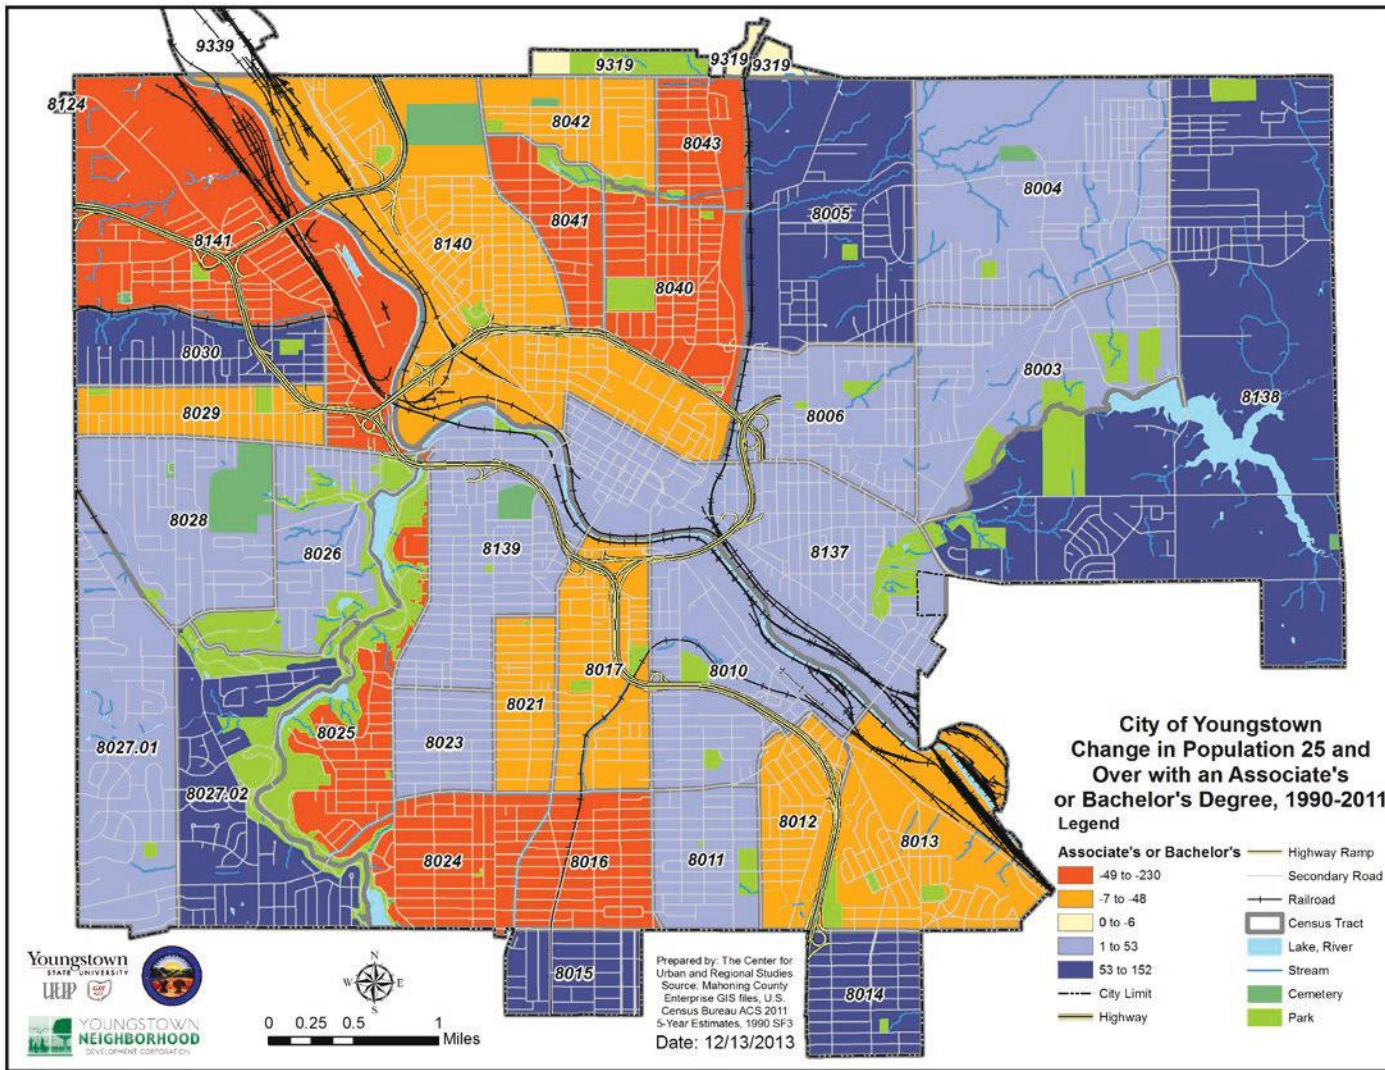 9339
9319
9319
9319
8124
8042
8043
8004
8005
8041
8141
8140
8040
8030
8003
8029
8006
8138
8028
8026
8139
8137
8017
8010
8021
8025
8023
8027.01
8027.02
8012
8013
8024
8016
8011
8015
8014
City of Youngstown
Change in Population 25 and
Over with an Associate's
or Bachelor's Degree, 1990-2011
Legend
Associate's or Bachelor's
-49 to -230
-7 to -48
0 to -6
1 to 53
53 to 152
City Limit
Highway
Highway Ramp
Secondary Road
Railroad
Census Tract
Lake, River
Stream
Cemetery
Park
Youngstown
STATE UNIVERSITY
YOUNGSTOWN
NEIGHBORHOOD
DEVELOPMENT CORPORATION
N
W E
S
0 0.25 0.5 1
Miles
Prepared by: The Center for
Urban and Regional Studies
Source: Mahoning County
Enterprise GIS files, U.S.
Census Bureau ACS 2011
5-Year Estimates, 1990 SF3
Date: 12/13/2013